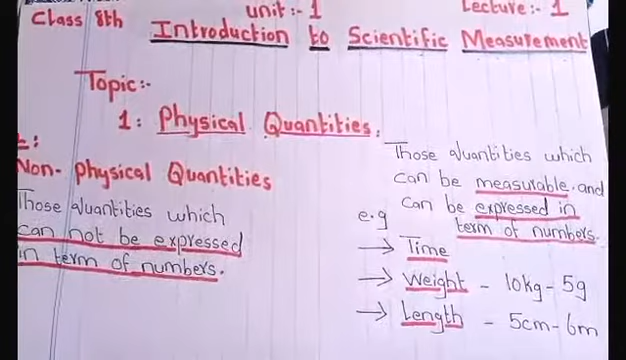 Class 8th
unit:- 1
Lecture:- 1
Introduction to Scientific Measurement
Topic:-
1: Physical Quantities.
Those Quantities which
can be measurable. and
can be expressed in
term of numbers.
e.g
→ Time
→ Weight - 10kg - 5g
→ Length - 5cm - 6m
2:
Non- Physical Quantities
Those Quantities which
can not be expressed
in term of numbers.